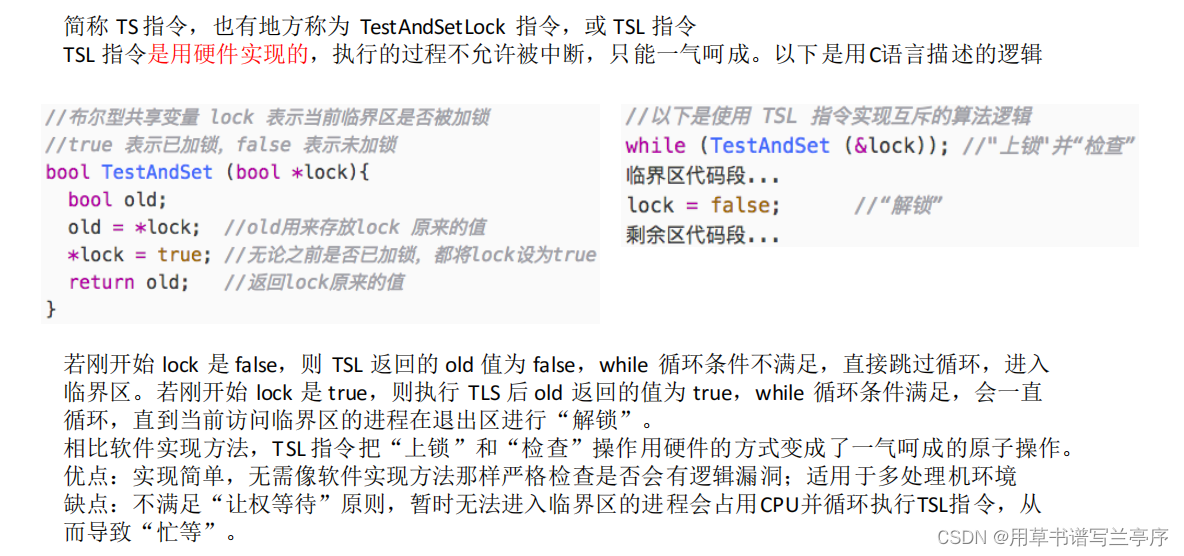 简称 TS 指令，也有地方称为 TestAndSetLock 指令，或 TSL 指令
TSL 指令是用硬件实现的，执行的过程不允许被中断，只能一气呵成。以下是用C语言描述的逻辑
//布尔型共享变量 lock 表示当前临界区是否被加锁
//true 表示已加锁，false 表示未加锁
bool TestAndSet (bool *lock){
  bool old;
  old = *lock;  //old用来存放lock 原来的值
  *lock = true; //无论之前是否已加锁，都将lock设为true
  return old;   //返回lock原来的值
}
//以下是使用 TSL 指令实现互斥的算法逻辑
while (TestAndSet (&lock)); //"上锁"并“检查”
临界区代码段...
lock = false;      //“解锁”
剩余区代码段...
若刚开始 lock 是 false，则 TSL 返回的 old 值为 false，while 循环条件不满足，直接跳过循环，进入
临界区。若刚开始 lock 是 true，则执行 TLS 后 old 返回的值为 true，while 循环条件满足，会一直
循环，直到当前访问临界区的进程在退出区进行“解锁”。
相比软件实现方法，TSL 指令把“上锁”和“检查”操作用硬件的方式变成了一气呵成的原子操作。
优点：实现简单，无需像软件实现方法那样严格检查是否会有逻辑漏洞；适用于多处理机环境
缺点：不满足“让权等待”原则，暂时无法进入临界区的进程会占用CPU并循环执行TSL指令，从
而导致“忙等”。
CSDN @用草书谱写兰亭序